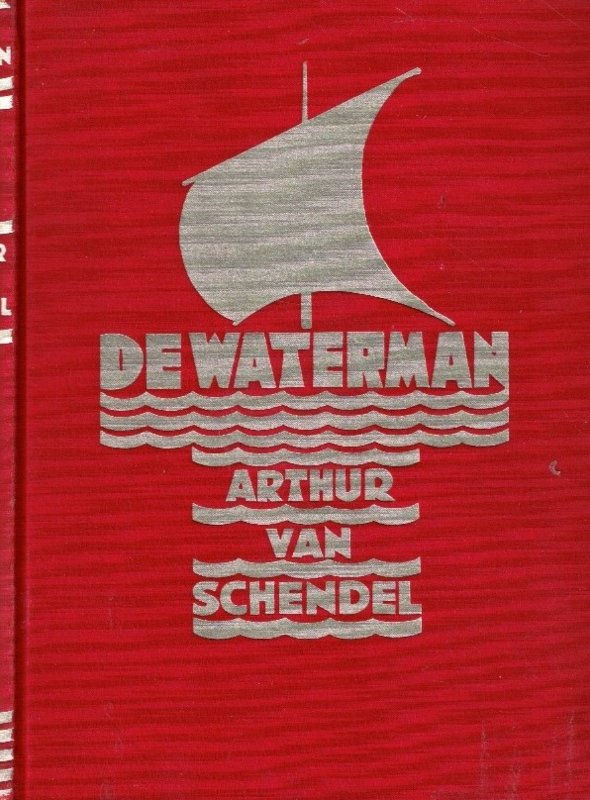 DE WATERMAN
ARTHUR
VAN
SCHENDEL